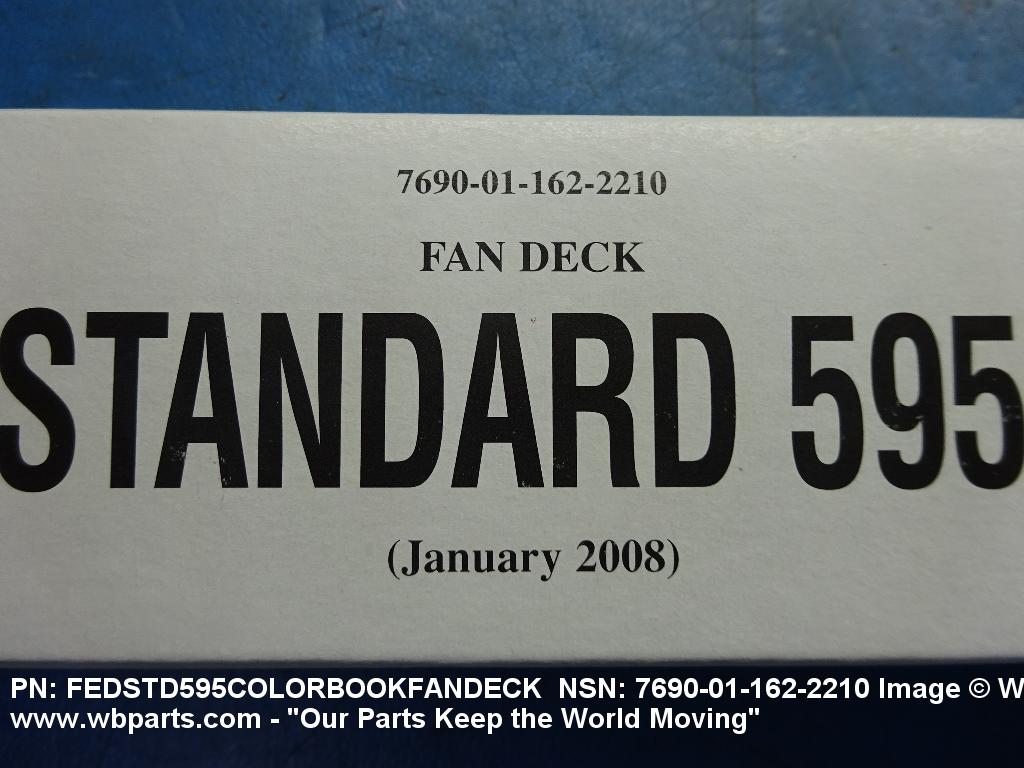 7690-01-162-2210
FAN DECK
STANDARD 595
(January 2008)
PN: FEDSTD595COLORBOOKFANDECK NSN: 7690-01-162-2210 Image © W
www.wbparts.com - "Our Parts Keep the World Moving"